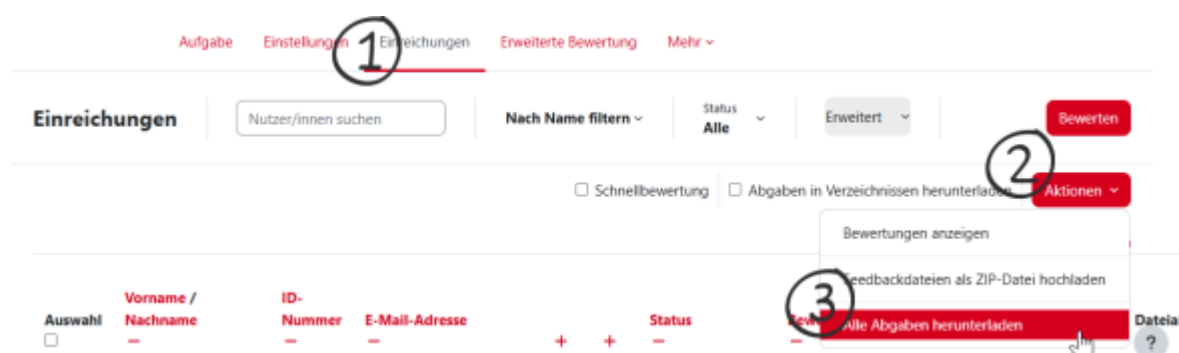 Aufgabe Einstellungen 1 Einreichungen Erweiterte Bewertung Mehr
Einreichungen Nutzer/innen suchen Nach Name filtern Status Alle Erweitert Bewerten
2
Schnellbewertung Abgaben in Verzeichnissen herunterladen Aktionen
Bewertungen anzeigen
Feedbackdateien als ZIP-Datei hochladen
3
Alle Abgaben herunterladen
Vorname / ID-
Auswahl Nachname Nummer E-Mail-Adresse Status
?